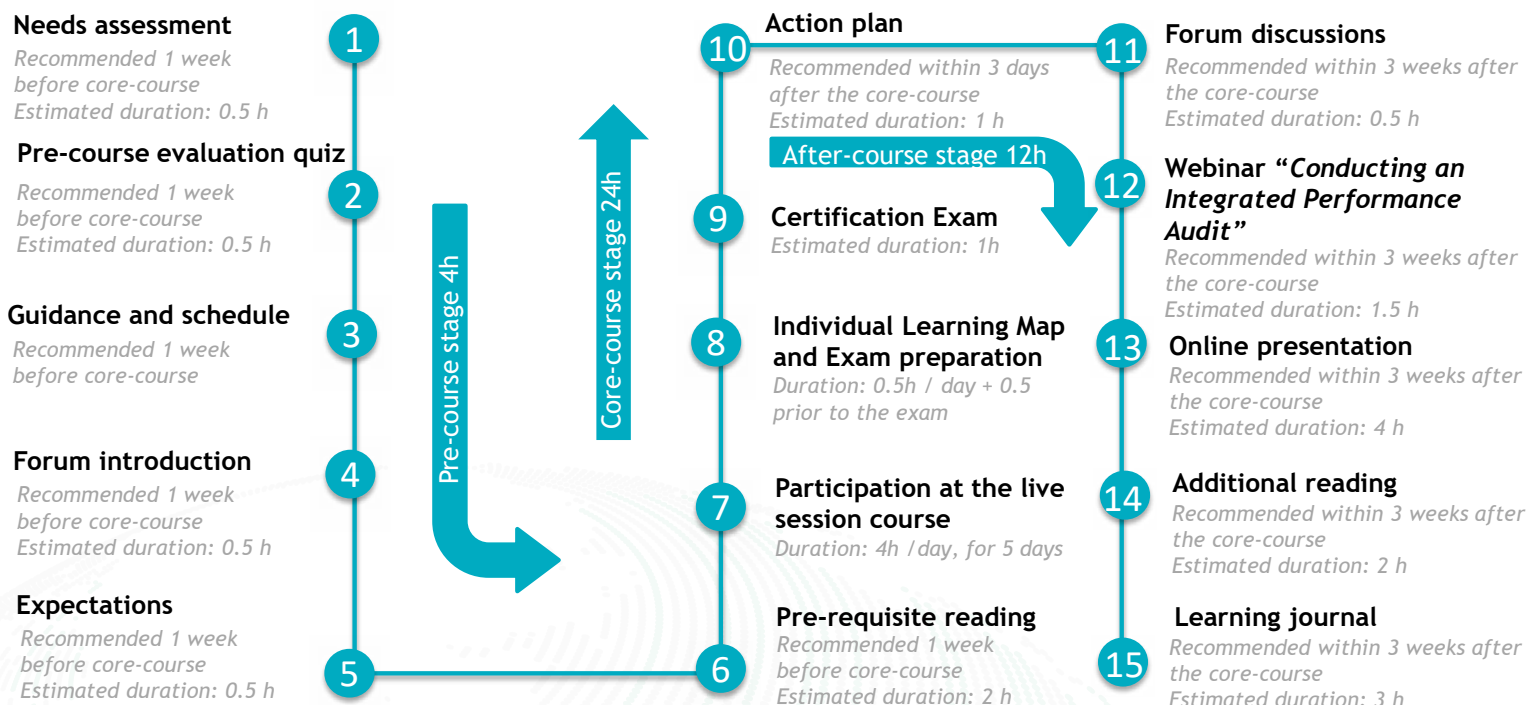 Needs assessment
Recommended 1 week
before core-course
Estimated duration: 0.5 h
1
Pre-course evaluation quiz
Recommended 1 week
before core-course
Estimated duration: 0.5 h
2
Guidance and schedule
Recommended 1 week
before core-course
3
Forum introduction
Recommended 1 week
before core-course
Estimated duration: 0.5 h
4
Expectations
Recommended 1 week
before core-course
Estimated duration: 0.5 h
5
Pre-course stage 4h
Core-course stage 24h
6
Pre-requisite reading
Recommended 1 week
before core-course
Estimated duration: 2 h
7
Participation at the live
session course
Duration: 4h /day, for 5 days
8
Individual Learning Map
and Exam preparation
Duration: 0.5h / day + 0.5
prior to the exam
9
Certification Exam
Estimated duration: 1h
10
Action plan
Recommended within 3 days
after the core-course
Estimated duration: 1 h
After-course stage 12h
11
Forum discussions
Recommended within 3 weeks after
the core-course
Estimated duration: 0.5 h
12
Webinar “Conducting an
Integrated Performance
Audit”
Recommended within 3 weeks after
the core-course
Estimated duration: 1.5 h
13
Online presentation
Recommended within 3 weeks after
the core-course
Estimated duration: 4 h
14
Additional reading
Recommended within 3 weeks after
the core-course
Estimated duration: 2 h
15
Learning journal
Recommended within 3 weeks after
the core-course
Estimated duration: 3 h